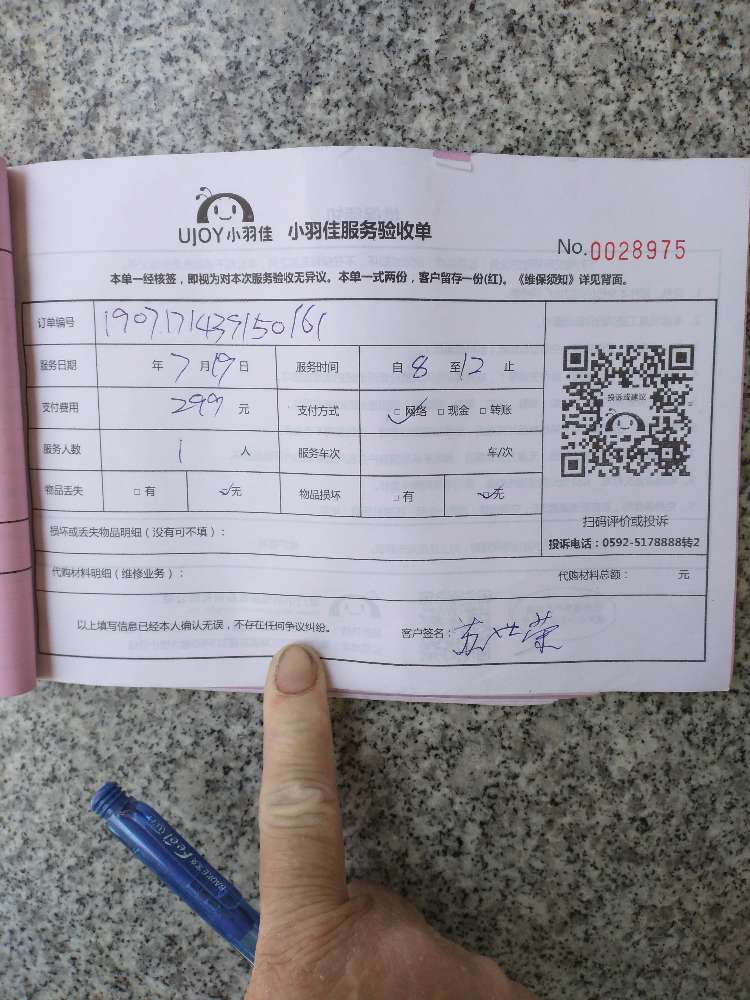 UJOY小羽佳 小羽佳服务验收单
No.0028975
本单一经核签，即视为对本次服务验收无异议。本单一式两份，客户留存一份(红)。《维保须知》详见背面。
订单编号 1907171439150161
服务日期 年 7 月 19 日 服务时间 自 8 至 12 止
支付费用 299 元 支付方式 ☑ 网络 □ 现金 □ 转账
服务人数 1 人 服务车次 车/次
物品丢失 □ 有 ☑ 无 物品损坏 □ 有 ☑ 无
投诉或建议
扫码评价或投诉
投诉电话：0592-5178888转2
损坏或丢失物品明细（没有可不填）：
代购材料明细（维修业务）： 代购材料总额： 元
以上填写信息已经本人确认无误，不存在任何争议纠纷。 客户签名：苏世荣